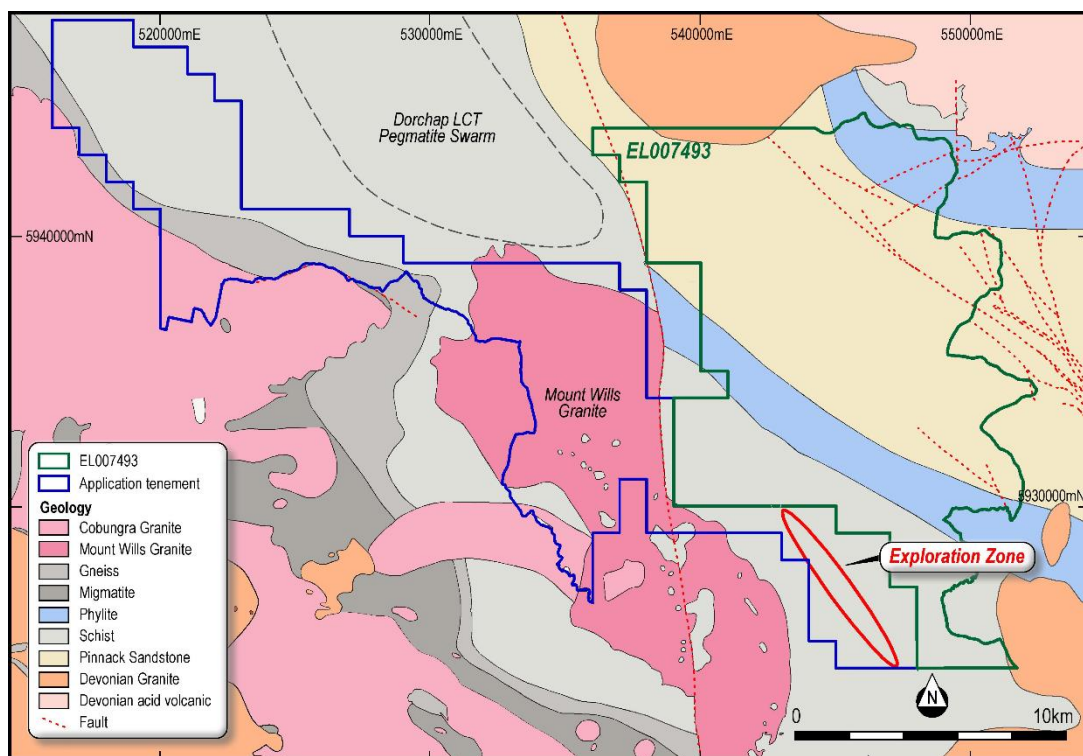 520000mE
530000mE
540000mE
550000mE
Dorchap LCT
Pegmatite Swarm
EL007493
5940000mN
Mount Wills
Granite
5930000mN
Exploration Zone
EL007493
Application tenement
Geology
Cobungra Granite
Mount Wills Granite
Gneiss
Migmatite
Phylite
Schist
Pinnack Sandstone
Devonian Granite
Devonian acid volcanic
Fault
N
0
10km